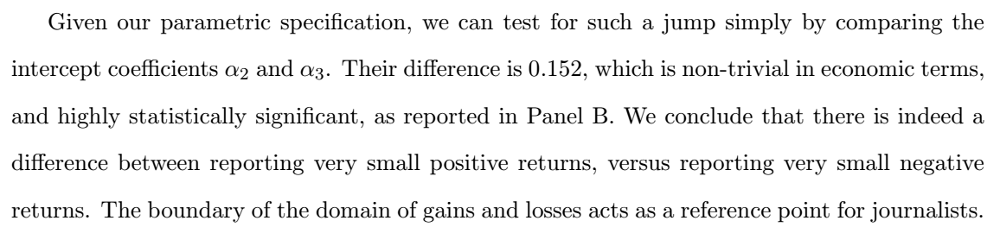 Given our parametric specification, we can test for such a jump simply by comparing the
intercept coefficients α₂ and α₃. Their difference is 0.152, which is non-trivial in economic terms,
and highly statistically significant, as reported in Panel B. We conclude that there is indeed a
difference between reporting very small positive returns, versus reporting very small negative
returns. The boundary of the domain of gains and losses acts as a reference point for journalists.